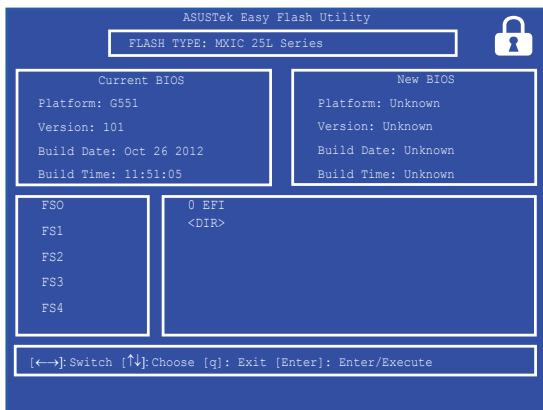 ASUSTek Easy Flash Utility
FLASH TYPE: MXIC 25L Series
Current BIOS
Platform: G551
Version: 101
Build Date: Oct 26 2012
Build Time: 11:51:05
New BIOS
Platform: Unknown
Version: Unknown
Build Date: Unknown
Build Time: Unknown
FSO
FS1
FS2
FS3
FS4
0 EFI
<DIR>
[←→]: Switch [↑↓]: Choose [q]: Exit [Enter]: Enter/Execute